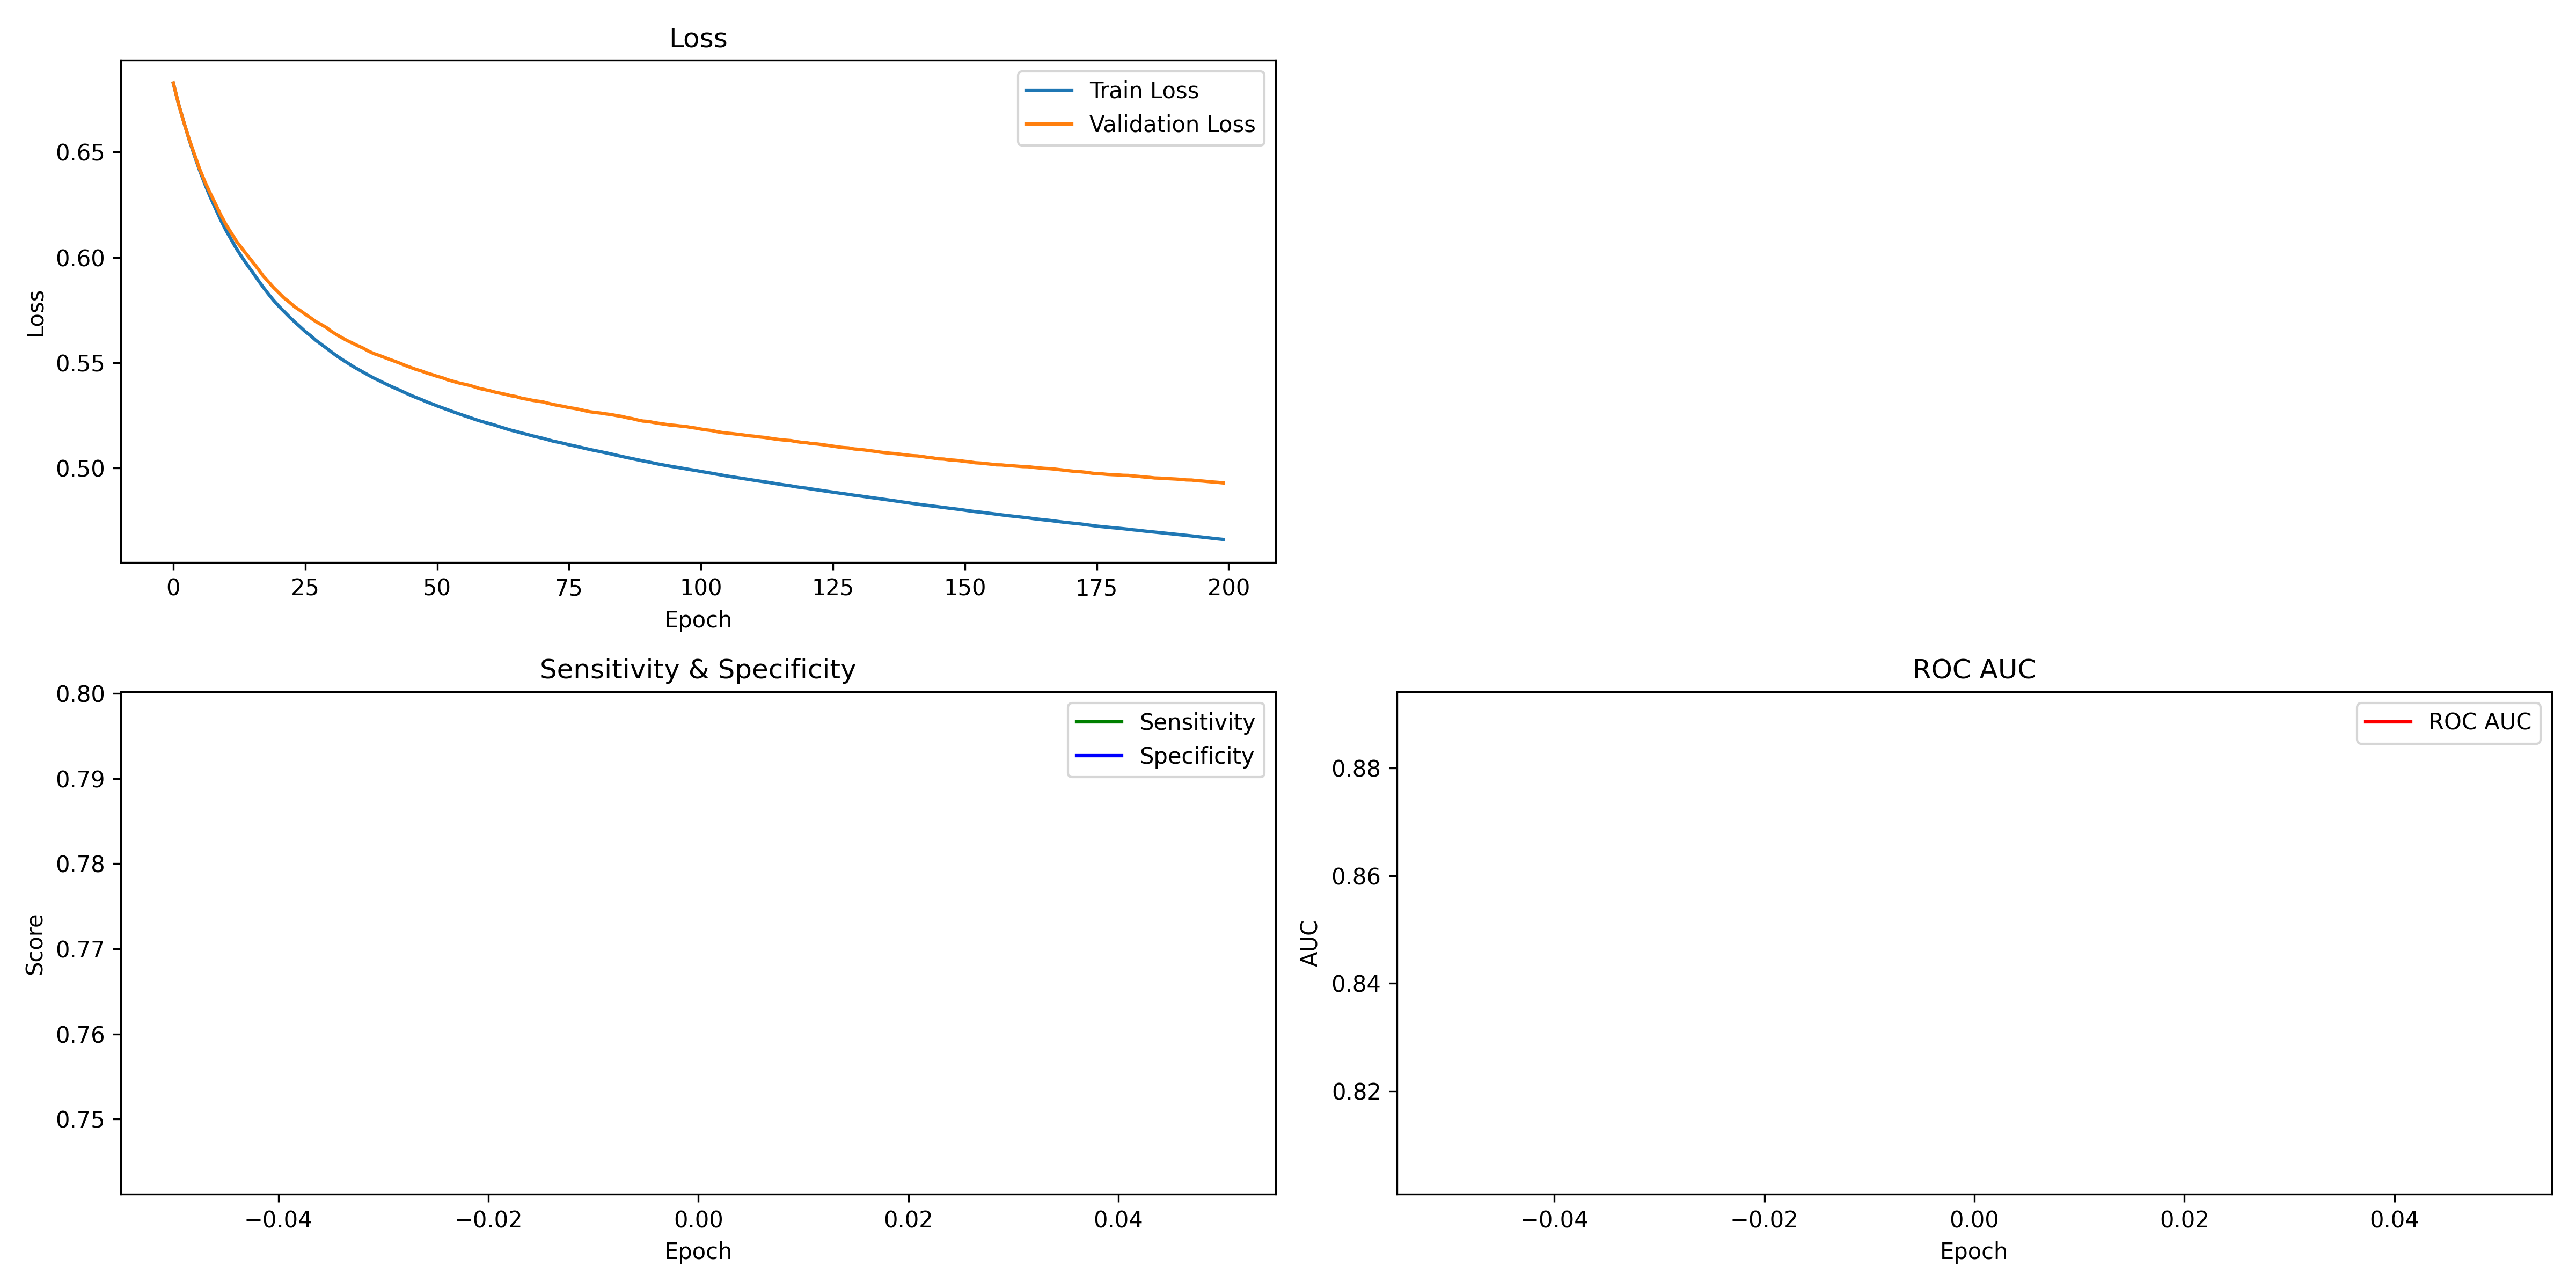 Loss
Train Loss
Validation Loss
0.65
0.60
0.55
0.50
Loss
0 25 50 75 100 125 150 175 200
Epoch
Sensitivity & Specificity
Sensitivity
Specificity
0.80
0.79
0.78
0.77
0.76
0.75
Score
−0.04 −0.02 0.00 0.02 0.04
Epoch
ROC AUC
ROC AUC
0.88
0.86
0.84
0.82
AUC
−0.04 −0.02 0.00 0.02 0.04
Epoch